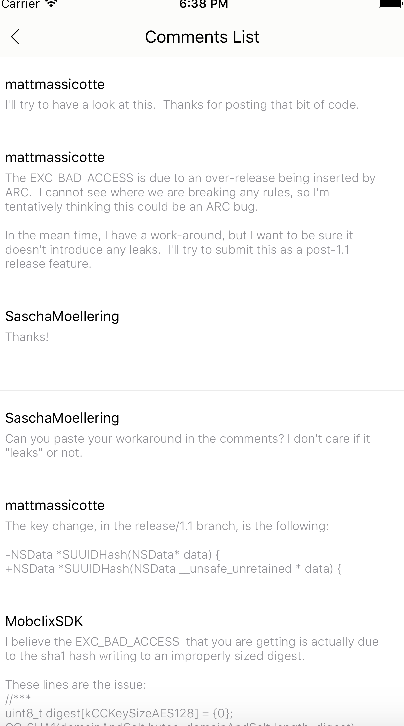 Carrier 6:38 PM
Comments List
mattmassicotte
I'll try to have a look at this. Thanks for posting that bit of code.
mattmassicotte
The EXC_BAD_ACCESS is due to an over-release being inserted by
ARC. I cannot see where we are breaking any rules, so I'm
tentatively thinking this could be an ARC bug.
In the mean time, I have a work-around, but I want to be sure it
doesn't introduce any leaks. I'll try to submit this as a post-1.1
release feature.
SaschaMoellering
Thanks!
SaschaMoellering
Can you paste your workaround in the comments? I don't care if it
"leaks" or not.
mattmassicotte
The key change, in the release/1.1 branch, is the following:
-NSData *SUUIDHash(NSData* data) {
+NSData *SUUIDHash(NSData __unsafe_unretained * data) {
MobclixSDK
I believe the EXC_BAD_ACCESS that you are getting is actually due
to the sha1 hash writing to an improperly sized digest.
These lines are the issue:
//***
uint8_t digest[kCCKeySizeAES128] = {0};